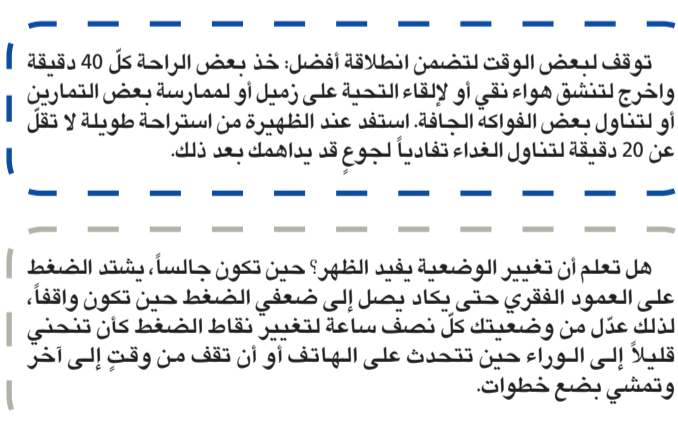 توقف لبعض الوقت لتضمن انطلاقة أفضل: خذ بعض الراحة كلّ 40 دقيقة
واخرج لتنشق هواء نقي أو لإلقاء التحية على زميل أو لممارسة بعض التمارين
أو لتناول بعض الفواكه الجافة. استفد عند الظهيرة من استراحة طويلة لا تقلّ
عن 20 دقيقة لتناول الغداء تفادياً لجوعٍ قد يداهمك بعد ذلك.
هل تعلم أن تغيير الوضعية يفيد الظهر؟ حين تكون جالساً، يشتد الضغط
على العمود الفقري حتى يكاد يصل إلى ضعفي الضغط حين تكون واقفاً،
لذلك عدّل من وضعيتك كلّ نصف ساعة لتغيير نقاط الضغط كأن تنحني
قليلاً إلى الوراء حين تتحدث على الهاتف أو أن تقف من وقتٍ إلى آخر
وتمشي بضع خطوات.